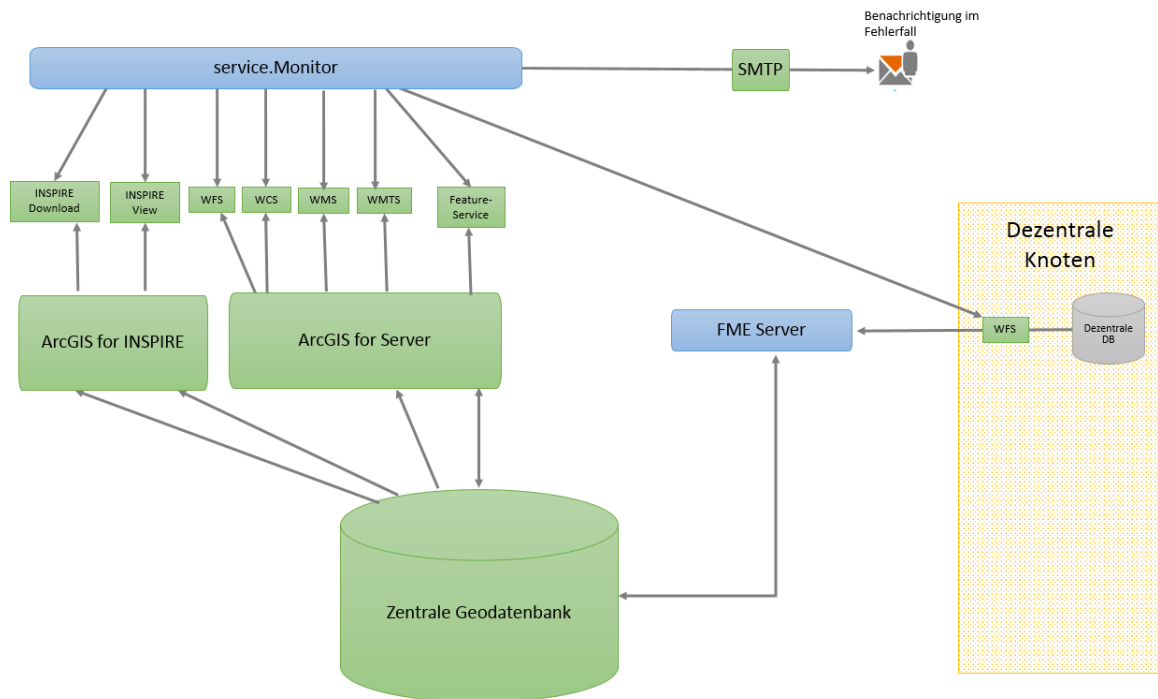 Benachrichtigung im
Fehlerfall
service.Monitor
SMTP
INSPIRE
Download
INSPIRE
View
WFS
WCS
WMS
WMTS
Feature-
Service
Dezentrale
Knoten
ArcGIS for INSPIRE
ArcGIS for Server
FME Server
WFS
Dezentrale
DB
Zentrale Geodatenbank